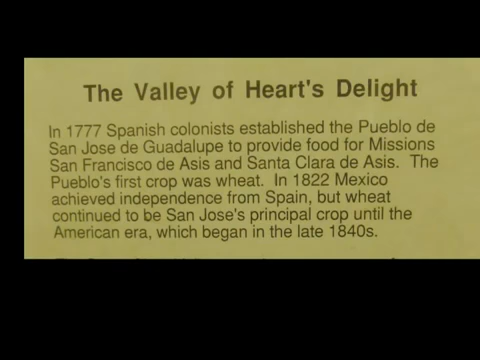 The Valley of Heart's Delight
In 1777 Spanish colonists established the Pueblo de
San Jose de Guadalupe to provide food for Missions
San Francisco de Asis and Santa Clara de Asis. The
Pueblo's first crop was wheat. In 1822 Mexico
achieved independence from Spain, but wheat
continued to be San Jose's principal crop until the
American era, which began in the late 1840s.